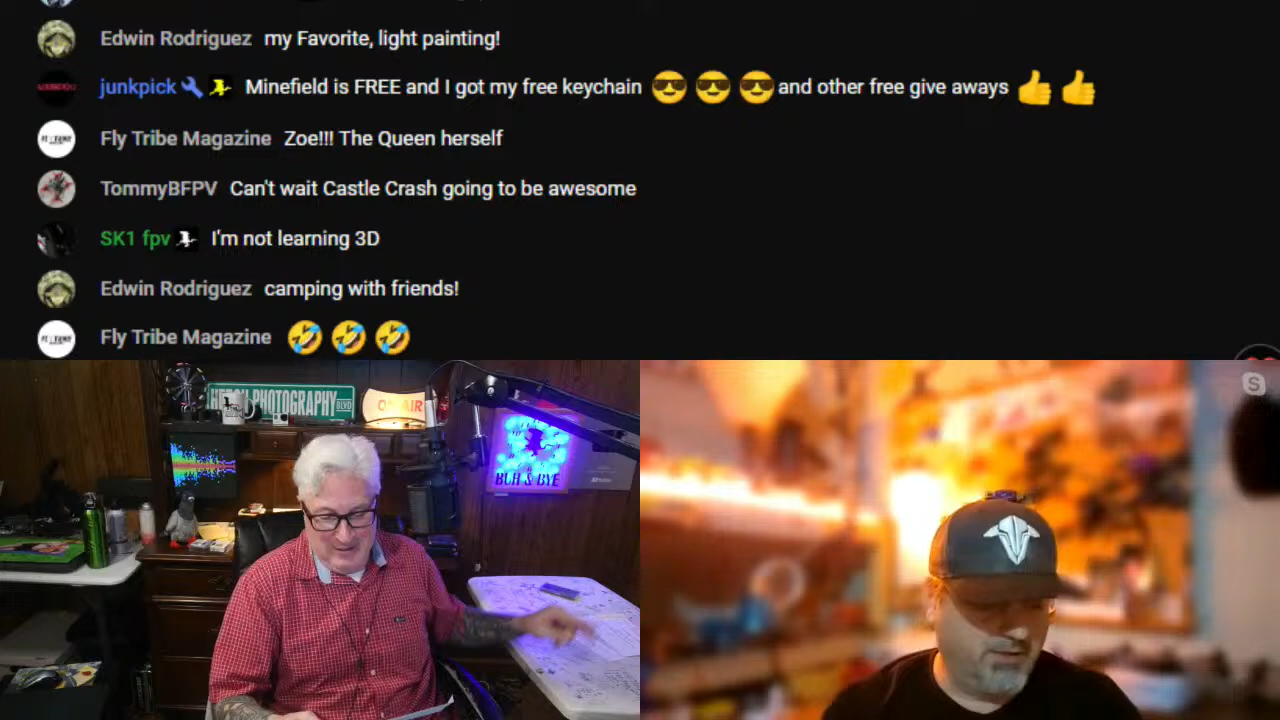 Edwin Rodriguez my Favorite, light painting!
junkpick Minefield is FREE and I got my free keychain 😎😎😎 and other free give aways 👍👍
Fly Tribe Magazine Zoe!!! The Queen herself
TommyBFPV Can't wait Castle Crash going to be awesome
SK1 fpv I'm not learning 3D
Edwin Rodriguez camping with friends!
Fly Tribe Magazine 🤣🤣🤣
PHOTOGRAPHY BLVD
ON AIR
BUH & BYE
S